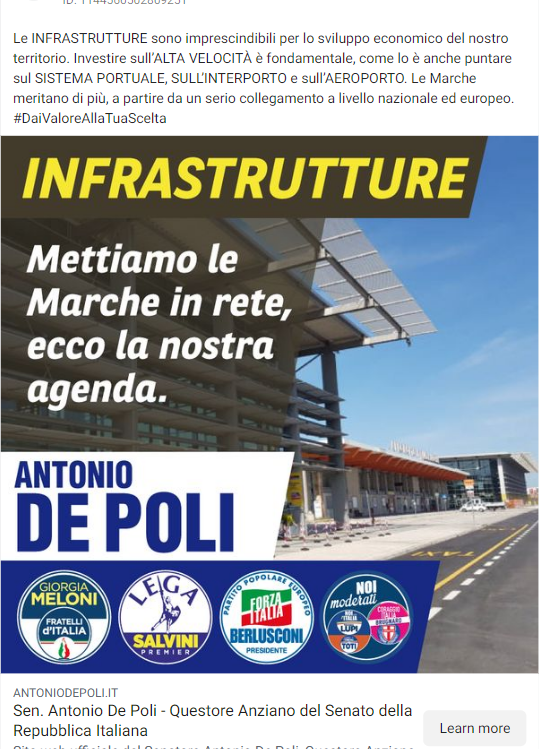 Le INFRASTRUTTURE sono imprescindibili per lo sviluppo economico del nostro
territorio. Investire sull'ALTA VELOCITÀ è fondamentale, come lo è anche puntare
sul SISTEMA PORTUALE, SULL'INTERPORTO e sull'AEROPORTO. Le Marche
meritano di più, a partire da un serio collegamento a livello nazionale ed europeo.
#DaiValoreAllaTuaScelta
INFRASTRUTTURE
Mettiamo le
Marche in rete,
ecco la nostra
agenda.
TAXI
ANTONIO
DE POLI
GIORGIA
MELONI
FRATELLI
d'ITALIA
LEGA
SALVINI
PREMIER
PARTITO POPOLARE EUROPEO
FORZA
ITALIA
BERLUSCONI
PRESIDENTE
NOI
moderati
NOI CON
L'ITALIA
LUPI
TOTI
CORAGGIO
ITALIA
BRUGNARO
ANTONIODEPOLI.IT
Sen. Antonio De Poli - Questore Anziano del Senato della
Repubblica Italiana
Learn more